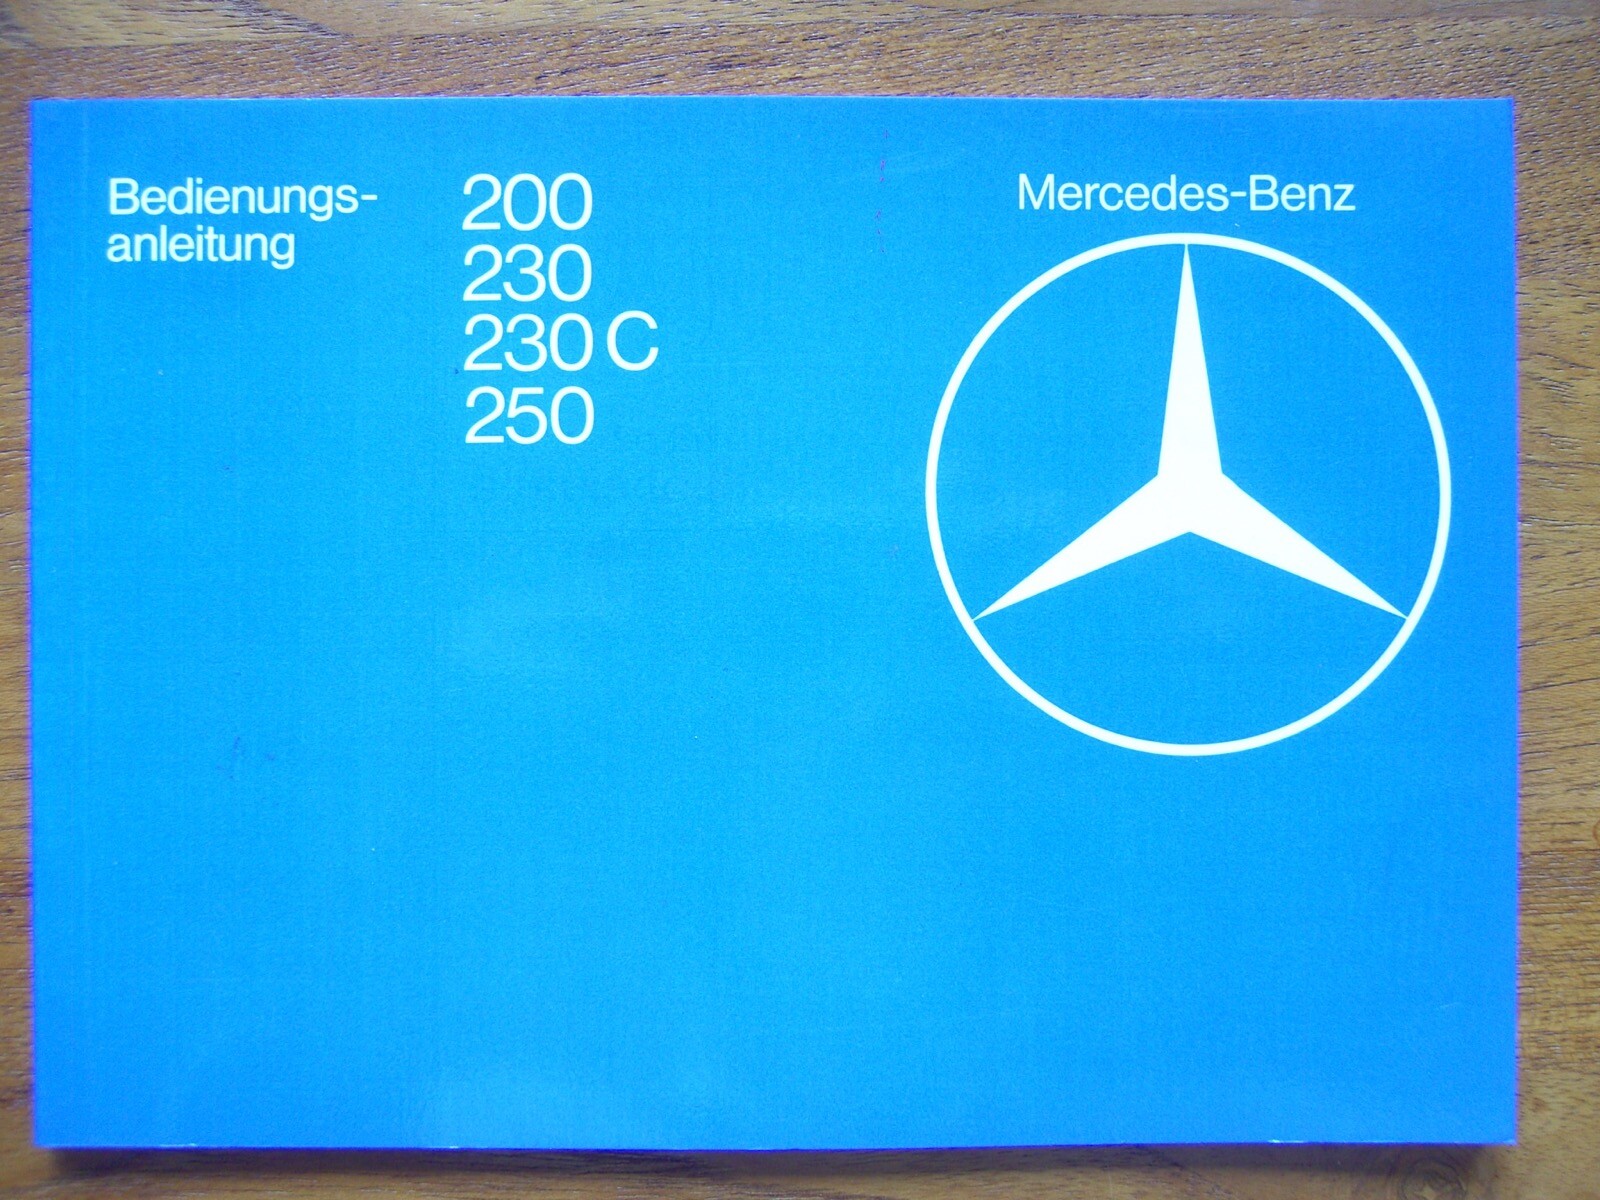 Bedienungs-
anleitung
200
230
230 C
250
Mercedes-Benz